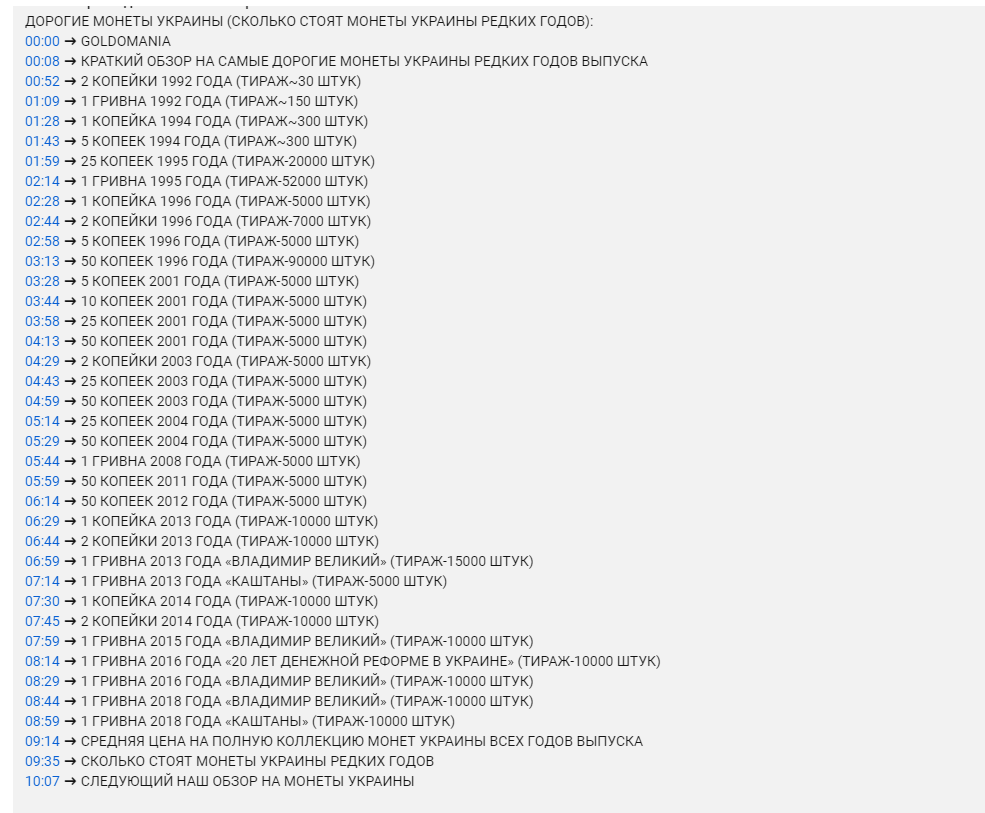 ДОРОГИЕ МОНЕТЫ УКРАИНЫ (СКОЛЬКО СТОЯТ МОНЕТЫ УКРАИНЫ РЕДКИХ ГОДОВ):
00:00 ➔ GOLDOMANIA
00:08 ➔ КРАТКИЙ ОБЗОР НА САМЫЕ ДОРОГИЕ МОНЕТЫ УКРАИНЫ РЕДКИХ ГОДОВ ВЫПУСКА
00:52 ➔ 2 КОПЕЙКИ 1992 ГОДА (ТИРАЖ~30 ШТУК)
01:09 ➔ 1 ГРИВНА 1992 ГОДА (ТИРАЖ~150 ШТУК)
01:28 ➔ 1 КОПЕЙКА 1994 ГОДА (ТИРАЖ~300 ШТУК)
01:43 ➔ 5 КОПЕЕК 1994 ГОДА (ТИРАЖ~300 ШТУК)
01:59 ➔ 25 КОПЕЕК 1995 ГОДА (ТИРАЖ-20000 ШТУК)
02:14 ➔ 1 ГРИВНА 1995 ГОДА (ТИРАЖ-52000 ШТУК)
02:28 ➔ 1 КОПЕЙКА 1996 ГОДА (ТИРАЖ-5000 ШТУК)
02:44 ➔ 2 КОПЕЙКИ 1996 ГОДА (ТИРАЖ-7000 ШТУК)
02:58 ➔ 5 КОПЕЕК 1996 ГОДА (ТИРАЖ-5000 ШТУК)
03:13 ➔ 50 КОПЕЕК 1996 ГОДА (ТИРАЖ-90000 ШТУК)
03:28 ➔ 5 КОПЕЕК 2001 ГОДА (ТИРАЖ-5000 ШТУК)
03:44 ➔ 10 КОПЕЕК 2001 ГОДА (ТИРАЖ-5000 ШТУК)
03:58 ➔ 25 КОПЕЕК 2001 ГОДА (ТИРАЖ-5000 ШТУК)
04:13 ➔ 50 КОПЕЕК 2001 ГОДА (ТИРАЖ-5000 ШТУК)
04:29 ➔ 2 КОПЕЙКИ 2003 ГОДА (ТИРАЖ-5000 ШТУК)
04:43 ➔ 25 КОПЕЕК 2003 ГОДА (ТИРАЖ-5000 ШТУК)
04:59 ➔ 50 КОПЕЕК 2003 ГОДА (ТИРАЖ-5000 ШТУК)
05:14 ➔ 25 КОПЕЕК 2004 ГОДА (ТИРАЖ-5000 ШТУК)
05:29 ➔ 50 КОПЕЕК 2004 ГОДА (ТИРАЖ-5000 ШТУК)
05:44 ➔ 1 ГРИВНА 2008 ГОДА (ТИРАЖ-5000 ШТУК)
05:59 ➔ 50 КОПЕЕК 2011 ГОДА (ТИРАЖ-5000 ШТУК)
06:14 ➔ 50 КОПЕЕК 2012 ГОДА (ТИРАЖ-5000 ШТУК)
06:29 ➔ 1 КОПЕЙКА 2013 ГОДА (ТИРАЖ-10000 ШТУК)
06:44 ➔ 2 КОПЕЙКИ 2013 ГОДА (ТИРАЖ-10000 ШТУК)
06:59 ➔ 1 ГРИВНА 2013 ГОДА «ВЛАДИМИР ВЕЛИКИЙ» (ТИРАЖ-15000 ШТУК)
07:14 ➔ 1 ГРИВНА 2013 ГОДА «КАШТАНЫ» (ТИРАЖ-5000 ШТУК)
07:30 ➔ 1 КОПЕЙКА 2014 ГОДА (ТИРАЖ-10000 ШТУК)
07:45 ➔ 2 КОПЕЙКИ 2014 ГОДА (ТИРАЖ-10000 ШТУК)
07:59 ➔ 1 ГРИВНА 2015 ГОДА «ВЛАДИМИР ВЕЛИКИЙ» (ТИРАЖ-10000 ШТУК)
08:14 ➔ 1 ГРИВНА 2016 ГОДА «20 ЛЕТ ДЕНЕЖНОЙ РЕФОРМЕ В УКРАИНЕ» (ТИРАЖ-10000 ШТУК)
08:29 ➔ 1 ГРИВНА 2016 ГОДА «ВЛАДИМИР ВЕЛИКИЙ» (ТИРАЖ-10000 ШТУК)
08:44 ➔ 1 ГРИВНА 2018 ГОДА «ВЛАДИМИР ВЕЛИКИЙ» (ТИРАЖ-10000 ШТУК)
08:59 ➔ 1 ГРИВНА 2018 ГОДА «КАШТАНЫ» (ТИРАЖ-10000 ШТУК)
09:14 ➔ СРЕДНЯЯ ЦЕНА НА ПОЛНУЮ КОЛЛЕКЦИЮ МОНЕТ УКРАИНЫ ВСЕХ ГОДОВ ВЫПУСКА
09:35 ➔ СКОЛЬКО СТОЯТ МОНЕТЫ УКРАИНЫ РЕДКИХ ГОДОВ
10:07 ➔ СЛЕДУЮЩИЙ НАШ ОБЗОР НА МОНЕТЫ УКРАИНЫ